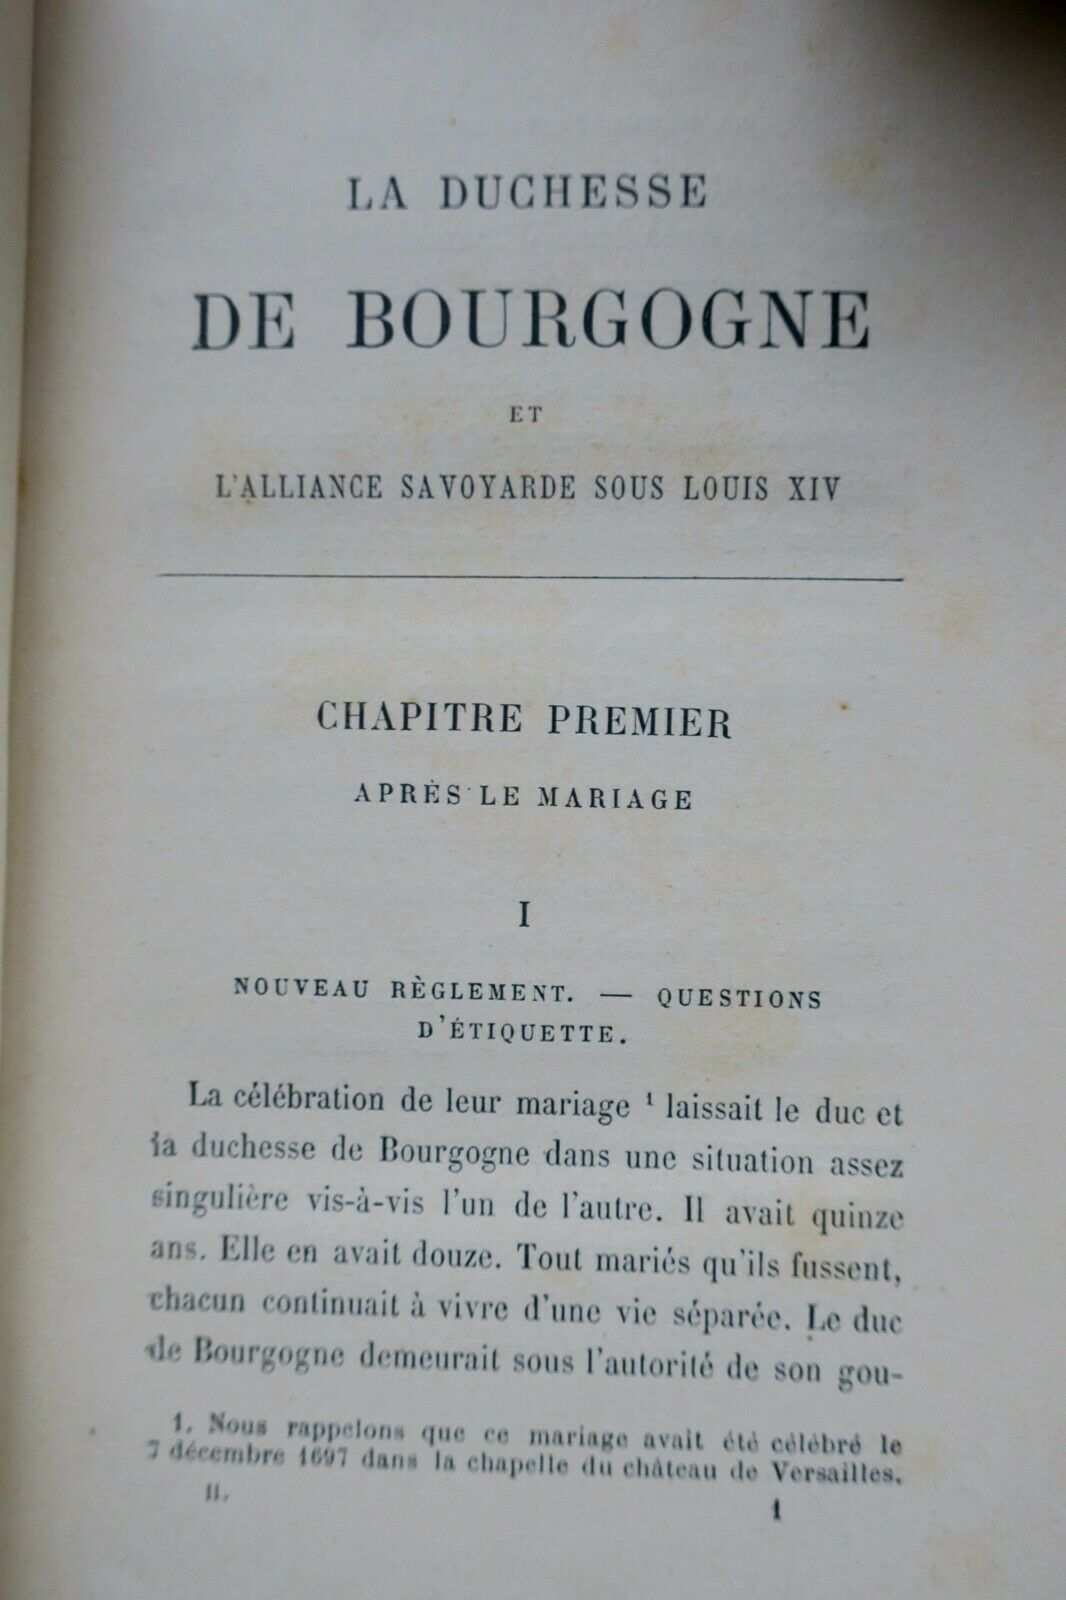 LA DUCHESSE
DE BOURGOGNE
ET
L'ALLIANCE SAVOYARDE SOUS LOUIS XIV
CHAPITRE PREMIER
APRÈS LE MARIAGE
I
NOUVEAU RÈGLEMENT. — QUESTIONS
D'ÉTIQUETTE.
La célébration de leur mariage ¹ laissait le duc et
la duchesse de Bourgogne dans une situation assez
singulière vis-à-vis l'un de l'autre. Il avait quinze
ans. Elle en avait douze. Tout mariés qu'ils fussent,
chacun continuait à vivre d'une vie séparée. Le duc
de Bourgogne demeurait sous l'autorité de son gou-
1. Nous rappelons que ce mariage avait été célébré le
7 décembre 1697 dans la chapelle du château de Versailles.
II. 1